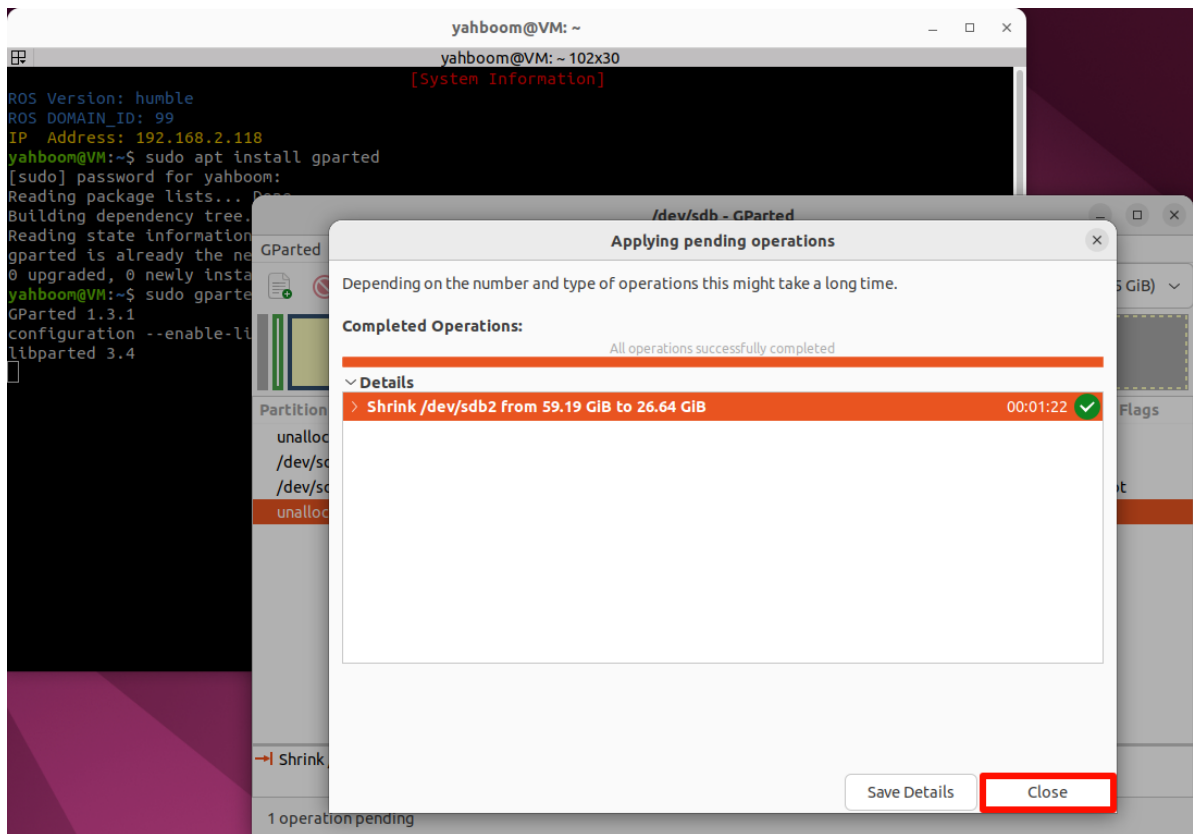 yahboom@VM: ~
yahboom@VM: ~ 102x30
[System Information]
ROS Version: humble
ROS DOMAIN_ID: 99
IP Address: 192.168.2.118
yahboom@VM:~$ sudo apt install gparted
[sudo] password for yahboom:
Reading package lists... Done
Building dependency tree.
Reading state information
gparted is already the ne
0 upgraded, 0 newly insta
yahboom@VM:~$ sudo gparte
GParted 1.3.1
configuration --enable-li
libparted 3.4
/dev/sdb - GParted
GParted
5 GiB)
Partition
Flags
unalloc
/dev/sd
/dev/sd
ot
unalloc
Applying pending operations
Depending on the number and type of operations this might take a long time.
Completed Operations:
All operations successfully completed
Details
Shrink /dev/sdb2 from 59.19 GiB to 26.64 GiB 00:01:22
Save Details
Close
Shrink
1 operation pending